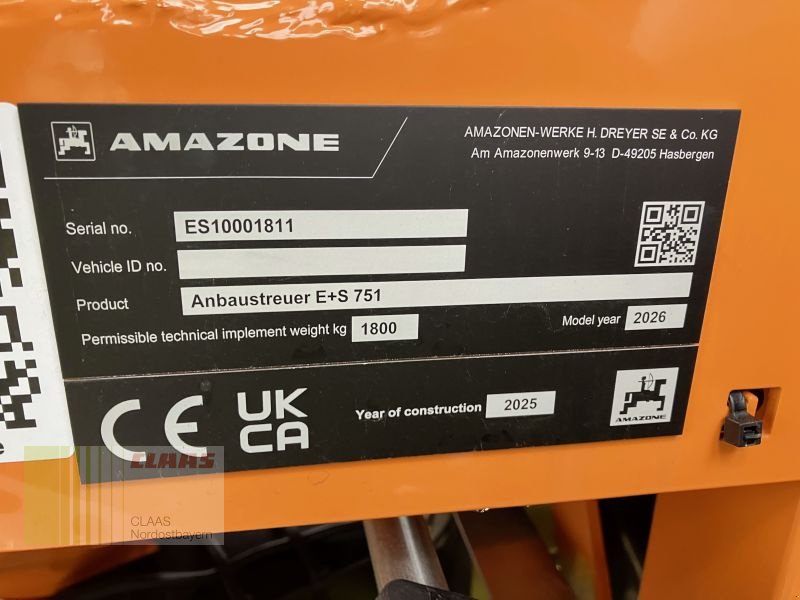 AMAZONE
AMAZONEN-WERKE H. DREYER SE & Co. KG
Am Amazonenwerk 9-13 D-49205 Hasbergen
Serial no. ES10001811
Vehicle ID no.
Product Anbaustreuer E+S 751
Permissible technical implement weight kg 1800
Model year 2026
CE
UK
CA
Year of construction 2025
AMAZONE
CLAAS
CLAAS
Nordostbayern